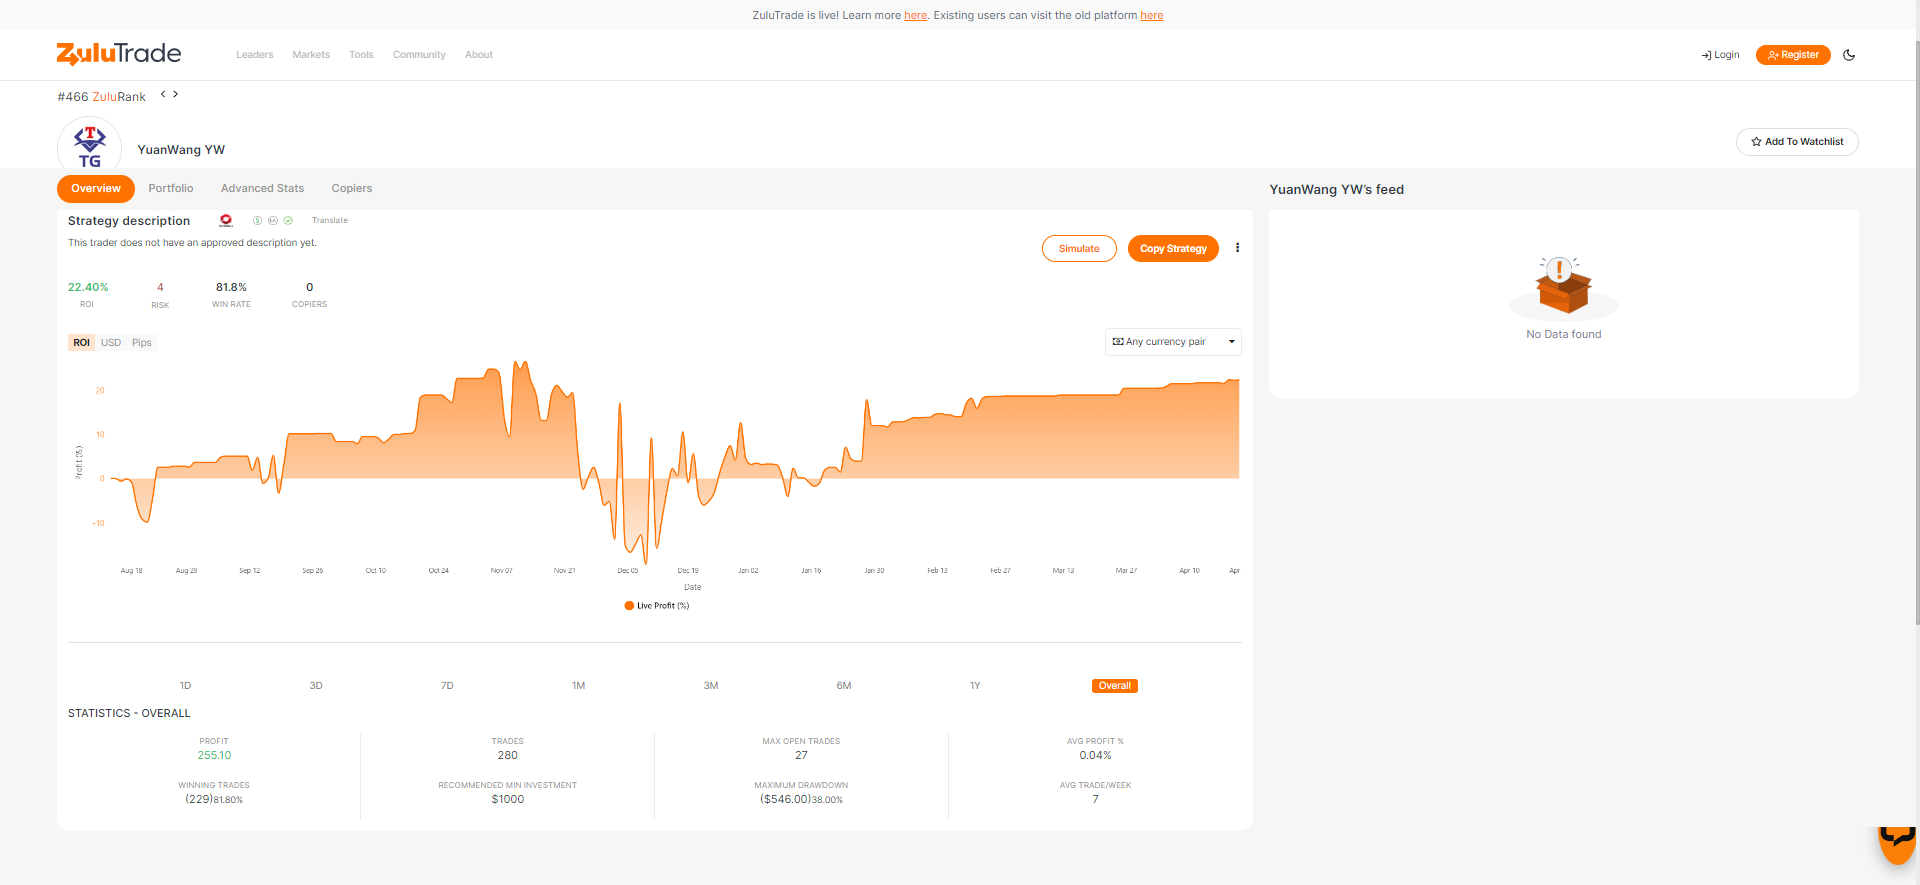 ZuluTrade is live! Learn more here. Existing users can visit the old platform here
ZuluTrade
Leaders
Markets
Tools
Community
About
Login
Register
#466 ZuluRank
T
TG
YuanWang YW
Add To Watchlist
Overview
Portfolio
Advanced Stats
Copiers
YuanWang YW's feed
Strategy description
EA
Translate
This trader does not have an approved description yet.
Simulate
Copy Strategy
22.40%
ROI
4
RISK
81.8%
WIN RATE
0
COPIERS
No Data found
ROI
USD
Pips
Any currency pair
Profit (%)
20
10
0
-10
Aug 18
Aug 29
Sep 12
Sep 26
Oct 10
Oct 24
Nov 07
Nov 21
Dec 05
Dec 19
Jan 02
Jan 16
Jan 30
Feb 13
Feb 27
Mar 13
Mar 27
Apr 10
Apr
Date
Live Profit (%)
1D
3D
7D
1M
3M
6M
1Y
Overall
STATISTICS - OVERALL
PROFIT
255.10
TRADES
280
MAX OPEN TRADES
27
AVG PROFIT %
0.04%
WINNING TRADES
(229)81.80%
RECOMMENDED MIN INVESTMENT
$1000
MAXIMUM DRAWDOWN
($546.00)38.00%
AVG TRADE/WEEK
7